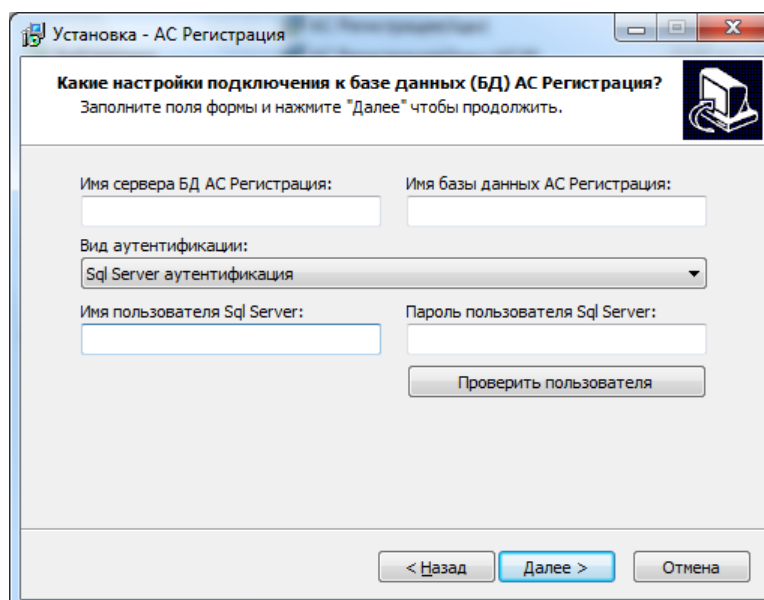 Установка - АС Регистрация
Какие настройки подключения к базе данных (БД) АС Регистрация?
Заполните поля формы и нажмите "Далее" чтобы продолжить.
Имя сервера БД АС Регистрация: Имя базы данных АС Регистрация:
Вид аутентификации:
Sql Server аутентификация
Имя пользователя Sql Server: Пароль пользователя Sql Server:
Проверить пользователя
< Назад Далее > Отмена